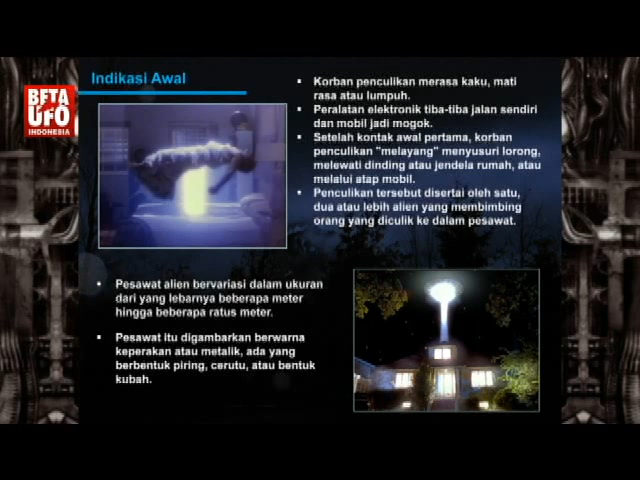 Indikasi Awal
BETA
UFO
INDONESIA
Korban penculikan merasa kaku, mati
rasa atau lumpuh.
Peralatan elektronik tiba-tiba jalan sendiri
dan mobil jadi mogok.
Setelah kontak awal pertama, korban
penculikan "melayang" menyusuri lorong,
melewati dinding atau jendela rumah, atau
melalui atap mobil.
Penculikan tersebut disertai oleh satu,
dua atau lebih alien yang membimbing
orang yang diculik ke dalam pesawat.
Pesawat alien bervariasi dalam ukuran
dari yang lebarnya beberapa meter
hingga beberapa ratus meter.
Pesawat itu digambarkan berwarna
keperakan atau metalik, ada yang
berbentuk piring, cerutu, atau bentuk
kubah.